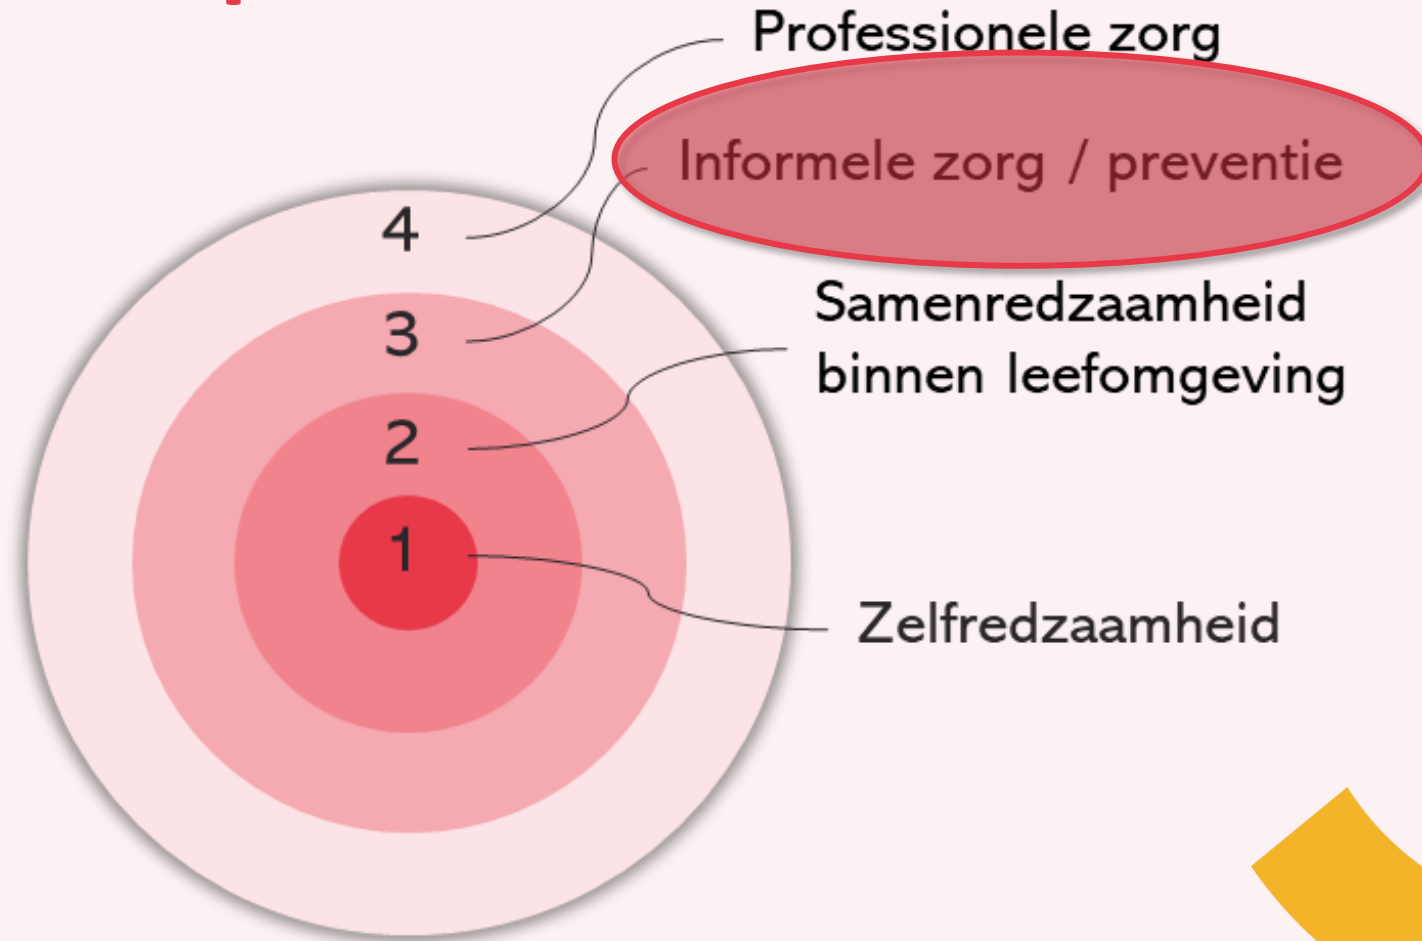 Professionele zorg
Informele zorg / preventie
4
3
Samenredzaamheid
binnen leefomgeving
2
1
Zelfredzaamheid